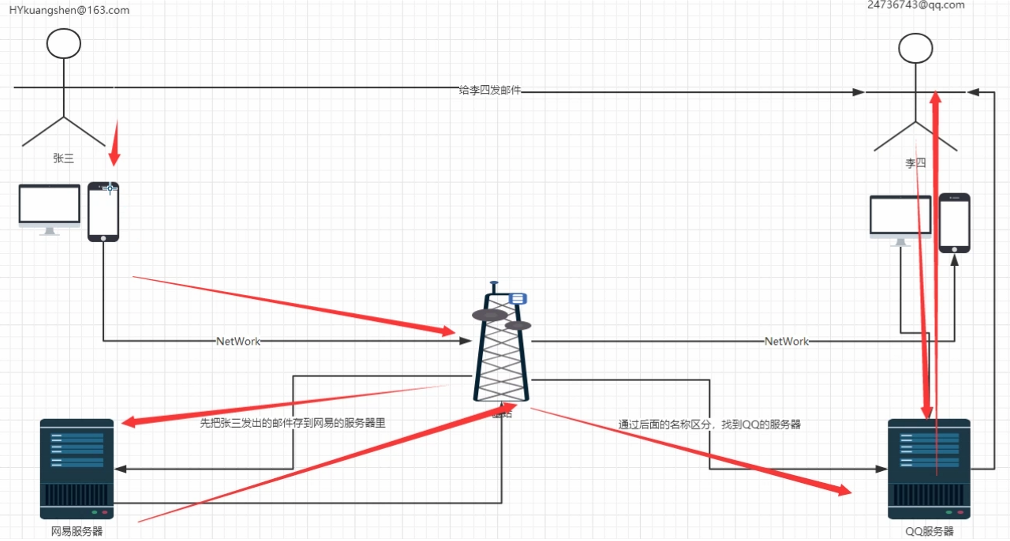 HYkuangshen@163.com
24736743@qq.com
给李四发邮件
张三
李四
NetWork
NetWork
先把张三发出的邮件存到网易的服务器里
通过后面的名称区分，找到QQ的服务器
网易服务器
QQ服务器